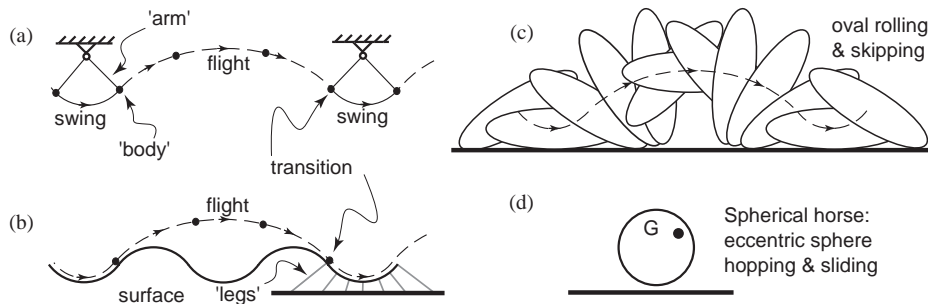 (a)
'arm'
flight
swing
swing
'body'
transition
(b)
flight
surface
'legs'
(c)
oval rolling
& skipping
(d)
G
Spherical horse:
eccentric sphere
hopping & sliding